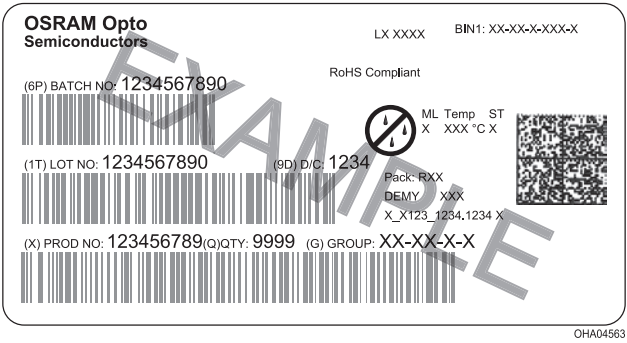 OSRAM Opto
Semiconductors
LX XXXX
BIN1: XX-XX-X-XXX-X
RoHS Compliant
(6P) BATCH NO: 1234567890
ML Temp ST
X XXX °C X
(1T) LOT NO: 1234567890 (9D) D/C: 1234
Pack: RXX
DEMY XXX
X_X123_1234.1234 X
(X) PROD NO: 123456789(Q)QTY: 9999 (G) GROUP: XX-XX-X-X
EXAMPLE
OHA04563